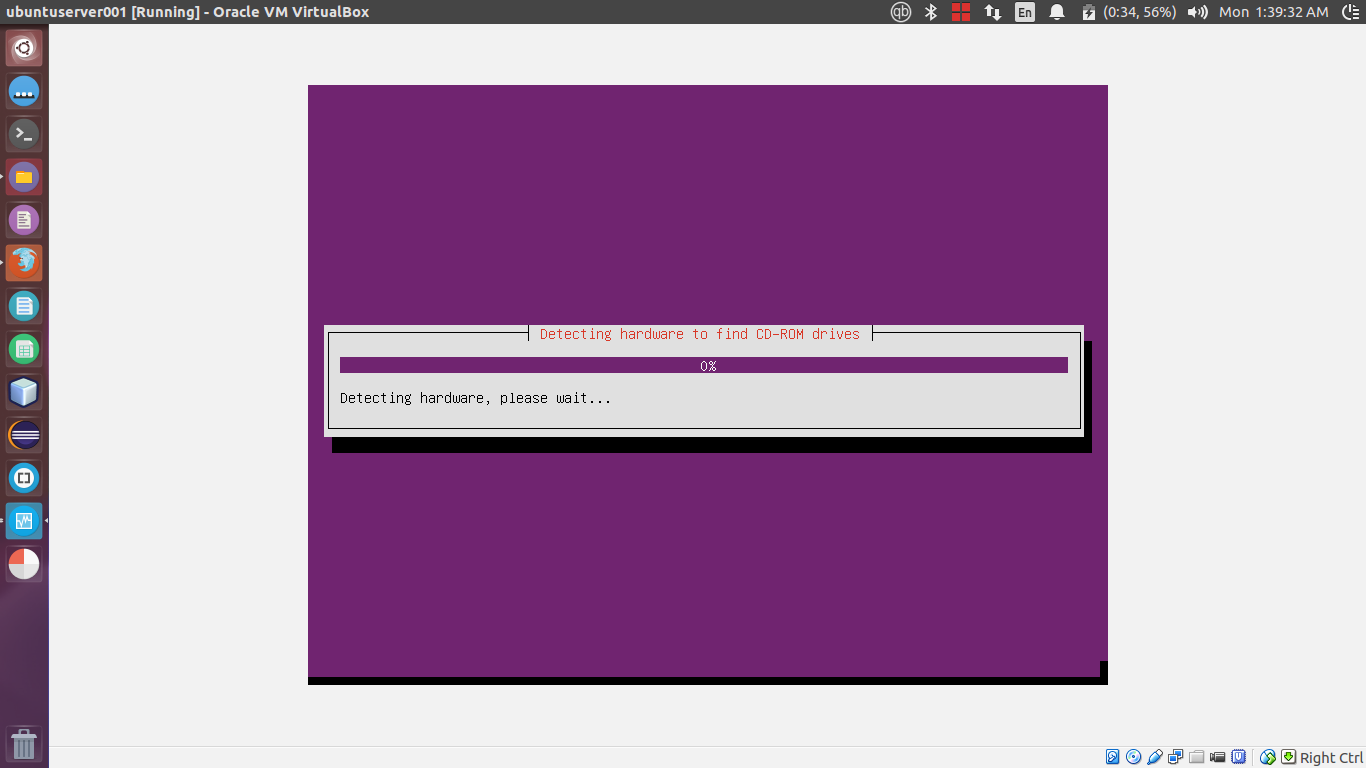 ubuntuserver001 [Running] - Oracle VM VirtualBox
qb En (0:34, 56%) Mon 1:39:32 AM
Detecting hardware to find CD-ROM drives
0%
Detecting hardware, please wait...
Right Ctrl